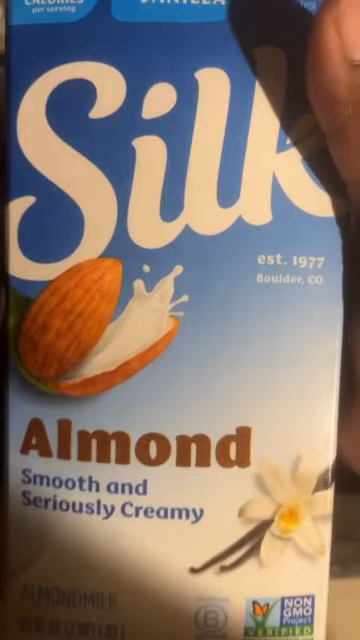 CALORIES
per serving
VANILLA
Silk
est. 1977
Boulder, CO
Almond
Smooth and
Seriously Creamy
ALMONDMILK
B
NON
GMO
Project
VERIFIED